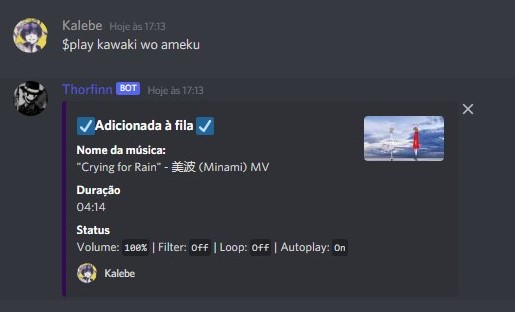 Kalebe Hoje às 17:13
$play kawaki wo ameku
Thorfinn BOT Hoje às 17:13
Adicionada à fila
Nome da música:
"Crying for Rain" - 美波 (Minami) MV
Duração
04:14
Status
Volume: 100% | Filter: Off | Loop: Off | Autoplay: On
Kalebe